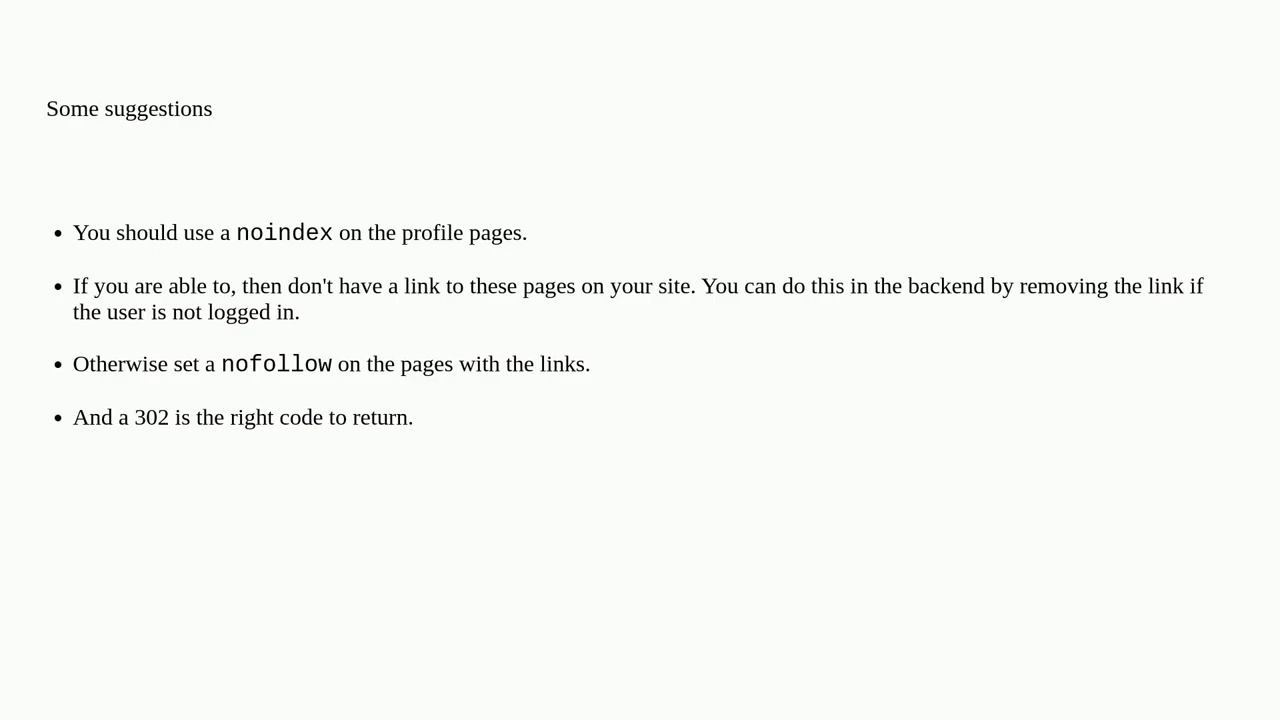 Some suggestions
• You should use a noindex on the profile pages.
• If you are able to, then don't have a link to these pages on your site. You can do this in the backend by removing the link if
the user is not logged in.
• Otherwise set a nofollow on the pages with the links.
• And a 302 is the right code to return.